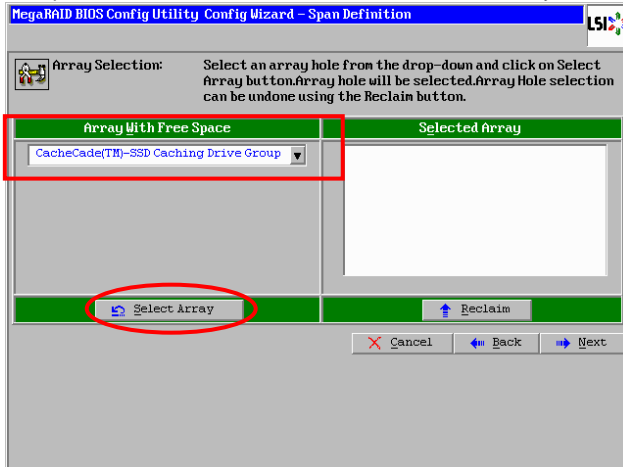 MegaRAID BIOS Config Utility Config Wizard – Span Definition
LSI
Array Selection:
Select an array hole from the drop-down and click on Select
Array button.Array hole will be selected.Array Hole selection
can be undone using the Reclaim button.
Array With Free Space
Selected Array
CacheCade(TM)-SSD Caching Drive Group
Select Array
Reclaim
Cancel
Back
Next